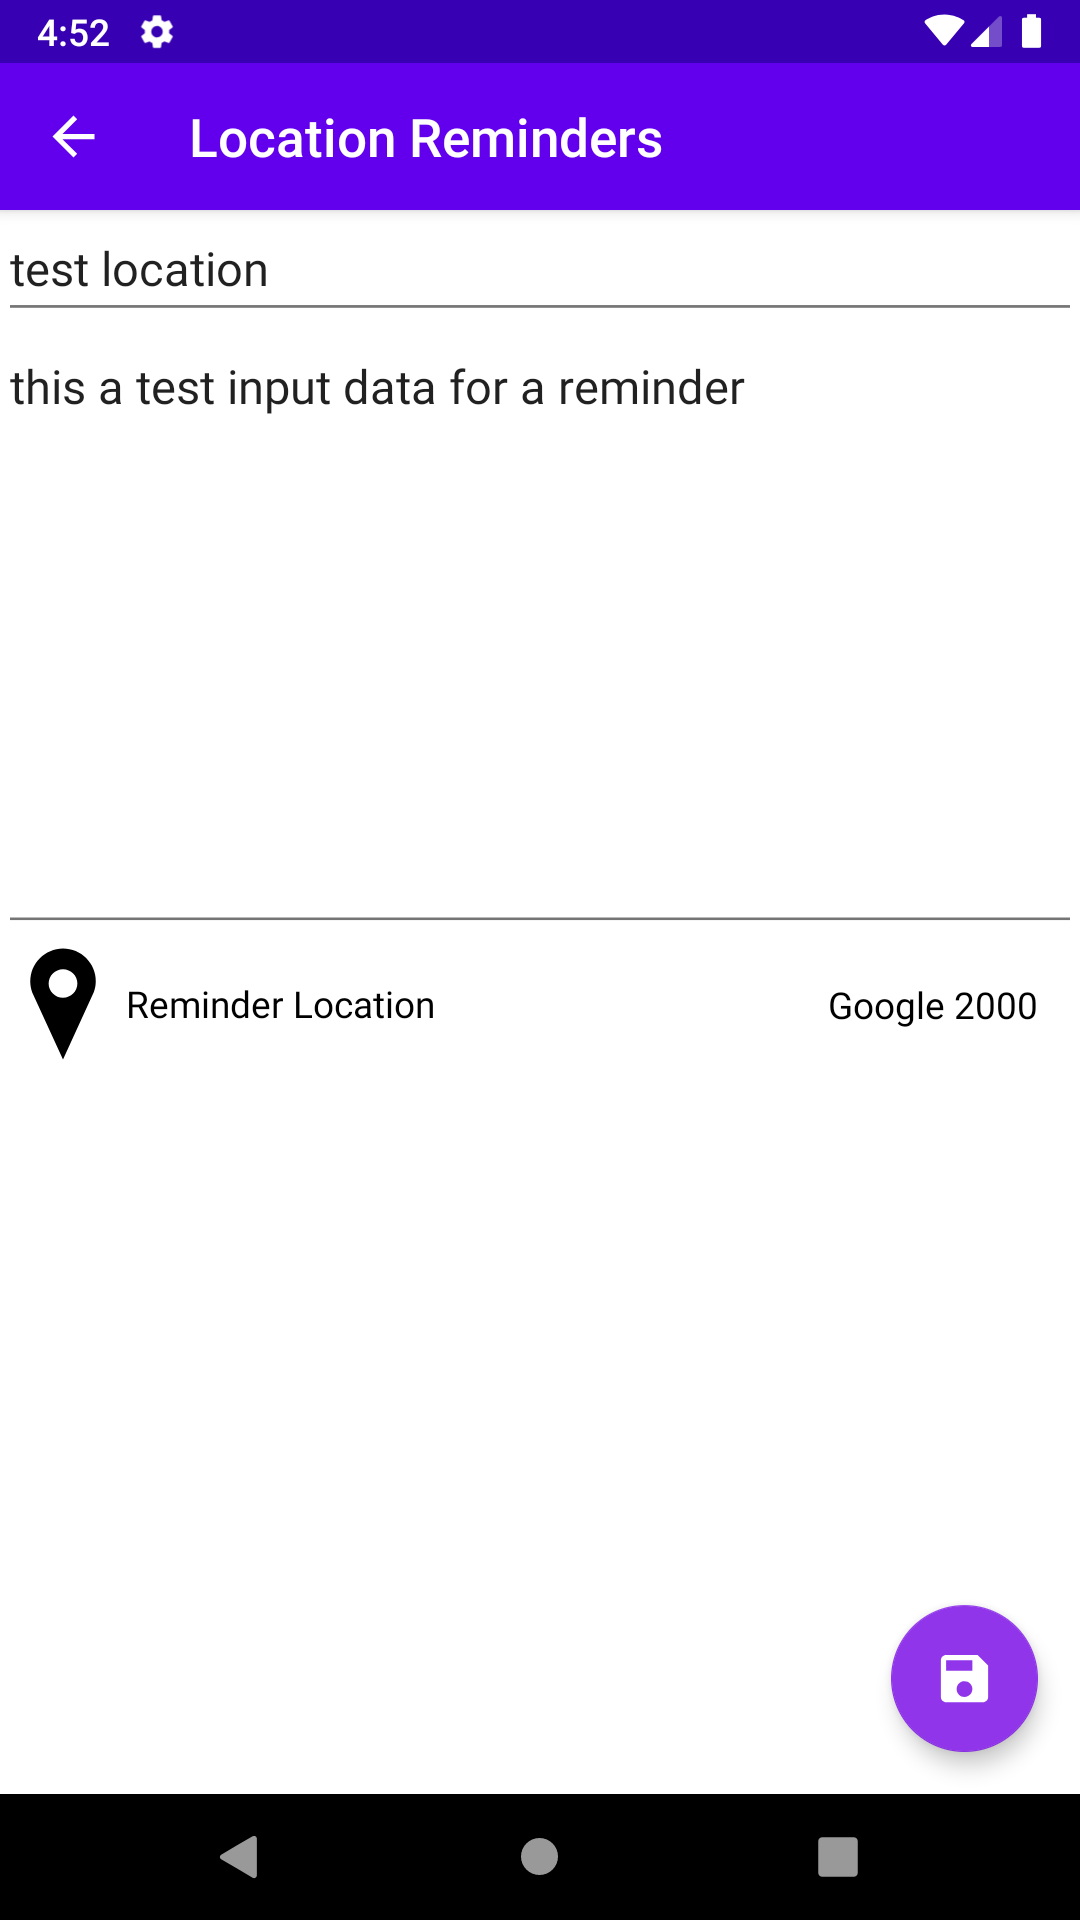 4:52
Location Reminders
test location
this a test input data for a reminder
Reminder Location
Google 2000